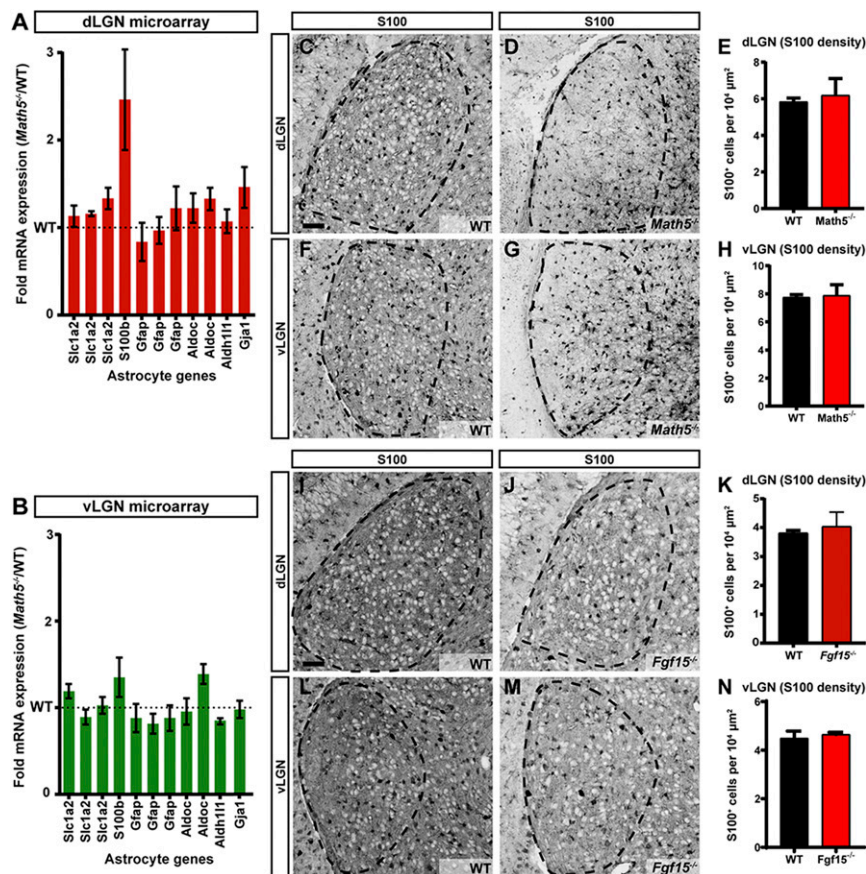 A
dLGN microarray
Fold mRNA expression (Math5-/-/WT)
3
2
WT
1
0
Slc1a2
Slc1a2
Slc1a2
S100b
Gfap
Gfap
Gfap
Aldoc
Aldoc
Aldh1l1
Gja1
Astrocyte genes
B
vLGN microarray
Fold mRNA expression (Math5-/-/WT)
3
2
WT
1
0
Slc1a2
Slc1a2
Slc1a2
S100b
Gfap
Gfap
Gfap
Aldoc
Aldoc
Aldh1l1
Gja1
Astrocyte genes
S100
S100
dLGN
C
WT
D
Math5-/-
vLGN
F
WT
G
Math5-/-
E
dLGN (S100 density)
S100+ cells per 10⁴ µm²
8
6
4
2
0
WT
Math5-/-
H
vLGN (S100 density)
S100+ cells per 10⁴ µm²
10
8
6
4
2
0
WT
Math5-/-
S100
S100
dLGN
I
WT
J
Fgf15-/-
vLGN
L
WT
M
Fgf15-/-
K
dLGN (S100 density)
S100+ cells per 10⁴ µm²
5
4
3
2
1
0
WT
Fgf15-/-
N
vLGN (S100 density)
S100+ cells per 10⁴ µm²
6
4
2
0
WT
Fgf15-/-